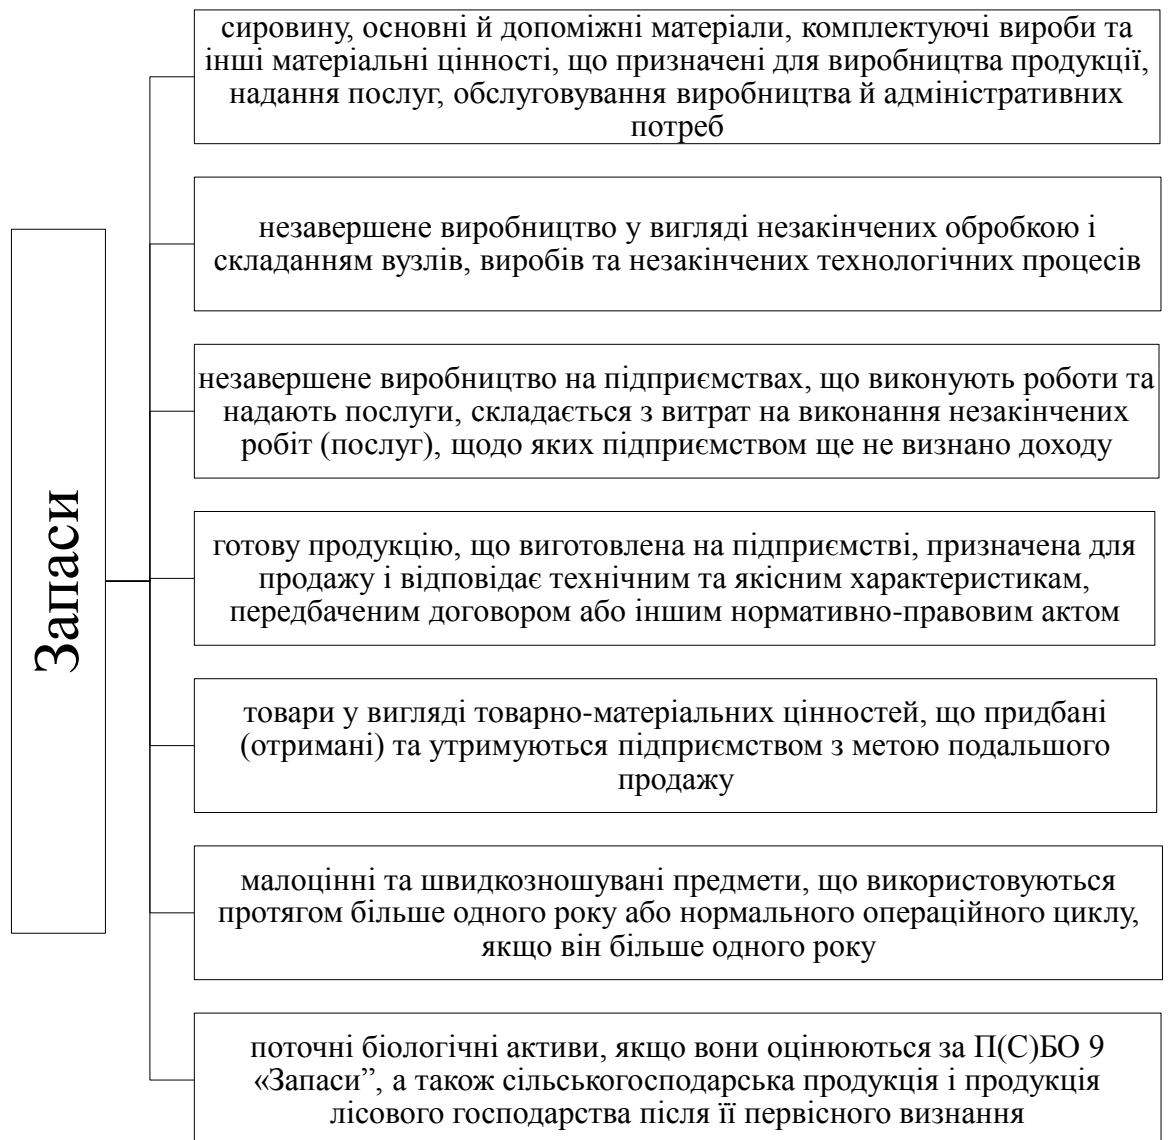 Запаси
сировину, основні й допоміжні матеріали, комплектуючі вироби та
інші матеріальні цінності, що призначені для виробництва продукції,
надання послуг, обслуговування виробництва й адміністративних
потреб
незавершене виробництво у вигляді незакінчених обробкою і
складанням вузлів, виробів та незакінчених технологічних процесів
незавершене виробництво на підприємствах, що виконують роботи та
надають послуги, складається з витрат на виконання незакінчених
робіт (послуг), щодо яких підприємством ще не визнано доходу
готову продукцію, що виготовлена на підприємстві, призначена для
продажу і відповідає технічним та якісним характеристикам,
передбаченим договором або іншим нормативно-правовим актом
товари у вигляді товарно-матеріальних цінностей, що придбані
(отримані) та утримуються підприємством з метою подальшого
продажу
малоцінні та швидкозношувані предмети, що використовуються
протягом більше одного року або нормального операційного циклу,
якщо він більше одного року
поточні біологічні активи, якщо вони оцінюються за П(С)БО 9
«Запаси”, а також сільськогосподарська продукція і продукція
лісового господарства після її первісного визнання